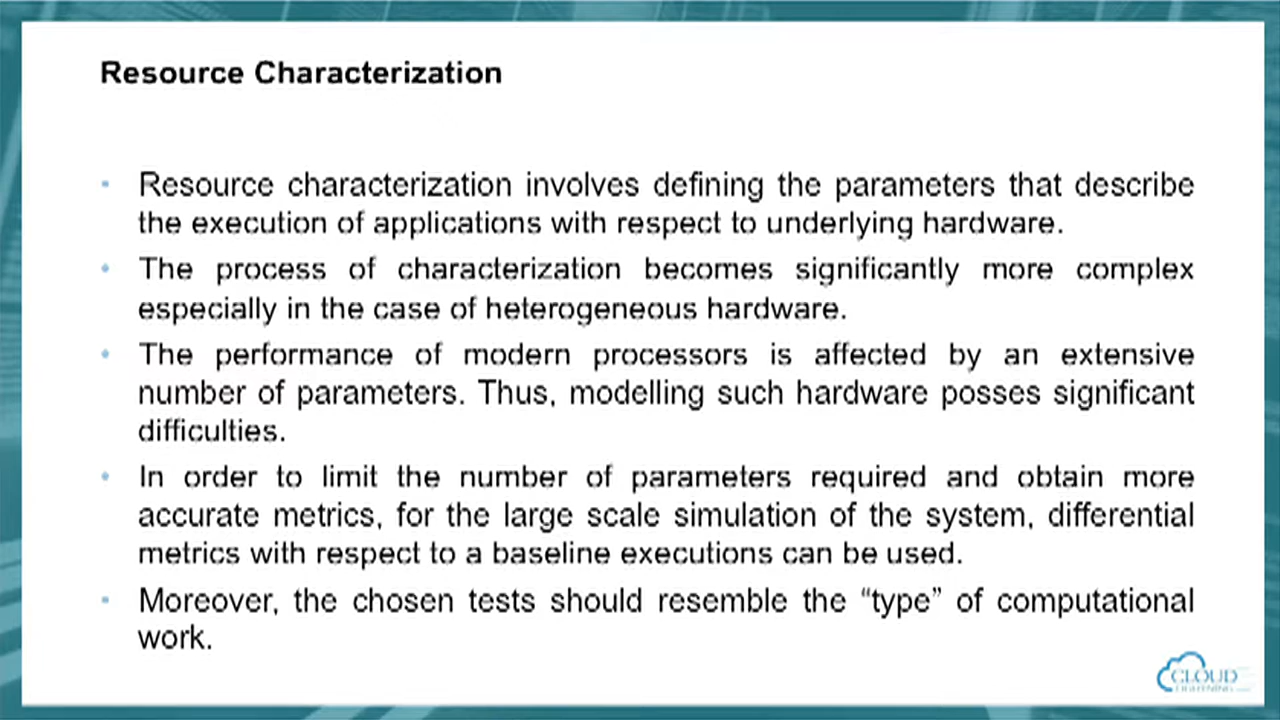 Resource Characterization
Resource characterization involves defining the parameters that describe
the execution of applications with respect to underlying hardware.
The process of characterization becomes significantly more complex
especially in the case of heterogeneous hardware.
The performance of modern processors is affected by an extensive
number of parameters. Thus, modelling such hardware posses significant
difficulties.
In order to limit the number of parameters required and obtain more
accurate metrics, for the large scale simulation of the system, differential
metrics with respect to a baseline executions can be used.
Moreover, the chosen tests should resemble the “type” of computational
work.
CLOUD